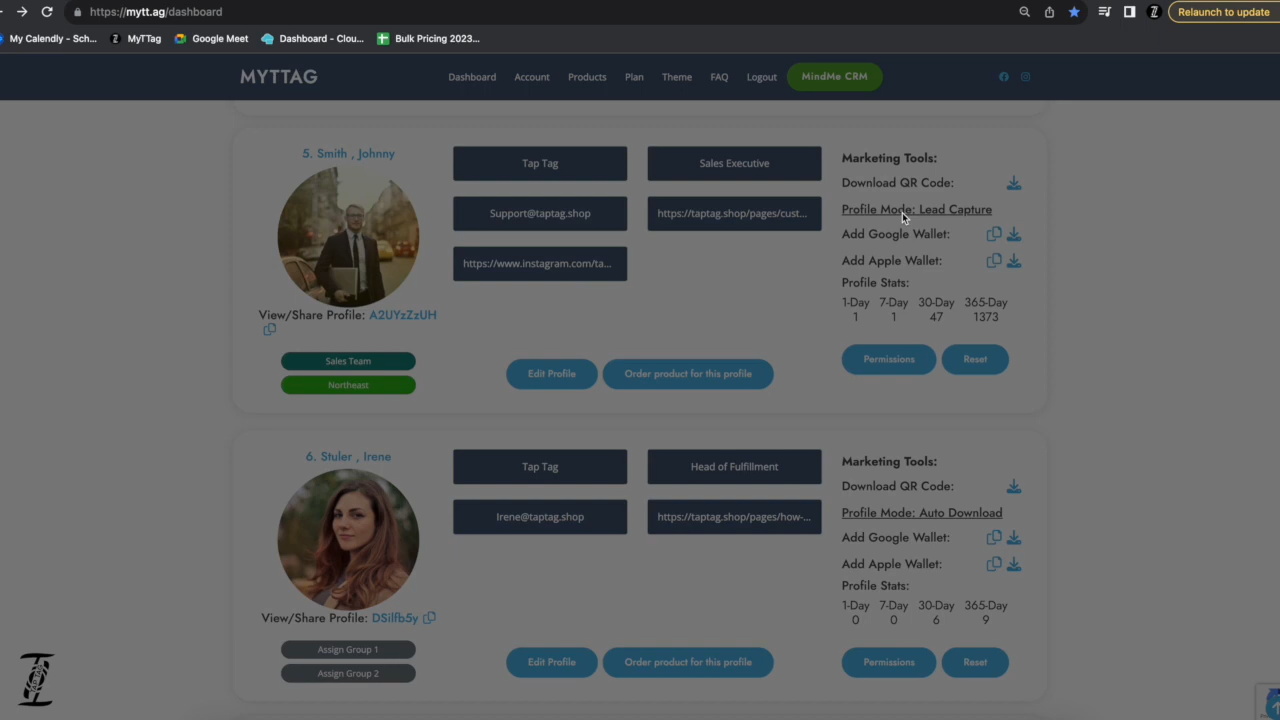 https://mytt.ag/dashboard
Relaunch to update
My Calendly - Sch...
MyTTag
Google Meet
Dashboard - Clou...
Bulk Pricing 2023...
MYTTAG
Dashboard
Account
Products
Plan
Theme
FAQ
Logout
MindMe CRM
5. Smith , Johnny
View/Share Profile: A2UYzZzUH
Sales Team
Northeast
Tap Tag
Sales Executive
Support@taptag.shop
https://taptag.shop/pages/cust...
https://www.instagram.com/ta...
Edit Profile
Order product for this profile
Marketing Tools:
Download QR Code:
Profile Mode: Lead Capture
Add Google Wallet:
Add Apple Wallet:
Profile Stats:
1-Day 7-Day 30-Day 365-Day
1 1 47 1373
Permissions
Reset
6. Stuler , Irene
View/Share Profile: DSilfb5y
Assign Group 1
Assign Group 2
Tap Tag
Head of Fulfillment
Irene@taptag.shop
https://taptag.shop/pages/how-...
Edit Profile
Order product for this profile
Marketing Tools:
Download QR Code:
Profile Mode: Auto Download
Add Google Wallet:
Add Apple Wallet:
Profile Stats:
1-Day 7-Day 30-Day 365-Day
0 0 6 9
Permissions
Reset